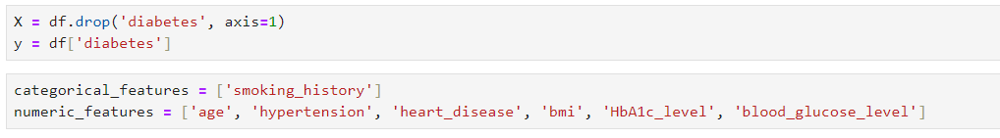 X = df.drop('diabetes', axis=1)
y = df['diabetes']
categorical_features = ['smoking_history']
numeric_features = ['age', 'hypertension', 'heart_disease', 'bmi', 'HbA1c_level', 'blood_glucose_level']